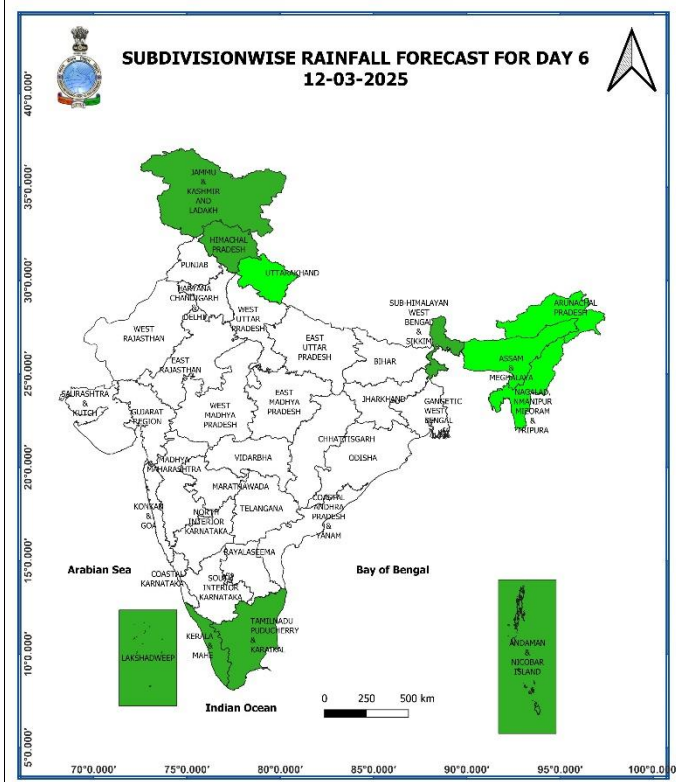 SUBDIVISIONWISE RAINFALL FORECAST FOR DAY 6
12-03-2025
40°0.000'
35°0.000'
30°0.000'
25°0.000'
20°0.000'
15°0.000'
10°0.000'
5°0.000'
JAMMU
&
KASHMIR
AND
LADAKH
HIMACHAL
PRADESH
PUNJAB
UTTARAKHAND
HARYANA
CHANDIGARH
&
DELHI
WEST
UTTAR
PRADESH
WEST
RAJASTHAN
EAST
RAJASTHAN
EAST
UTTAR
PRADESH
SUB-HIMALAYAN
WEST
BENGAL
&
SIKKIM
ARUNACHAL
PRADESH
BIHAR
ASSAM
&
MEGHALAYA
NAGALAD,
NMANIPUR
MIZORAM
&
TRIPURA
SAURASHTRA
&
KUTCH
GUJARAT
REGION
WEST
MADHYA
PRADESH
EAST
MADHYA
PRADESH
JHARKHAND
GANGETIC
WEST
BENGAL
CHHATTISGARH
ODISHA
MADHYA
MAHARASHTRA
VIDARBHA
MARATHAWADA
KONKAN
&
GOA
NORTH
INTERIOR
KARNATAKA
TELANGANA
COASTAL
ANDHRA
PRADESH
&
YANAM
RAYALASEEMA
Arabian Sea
Bay of Bengal
COASTAL
KARNATAKA
SOUTH
INTERIOR
KARNATAKA
TAMILNADU
PUDUCHERRY
&
KARAIKAL
KERALA
&
MAHE
LAKSHADWEEP
ANDAMAN
&
NICOBAR
ISLAND
Indian Ocean
0 250 500 km
70°0.000' 75°0.000' 80°0.000' 85°0.000' 90°0.000' 95°0.000' 100°0.000'